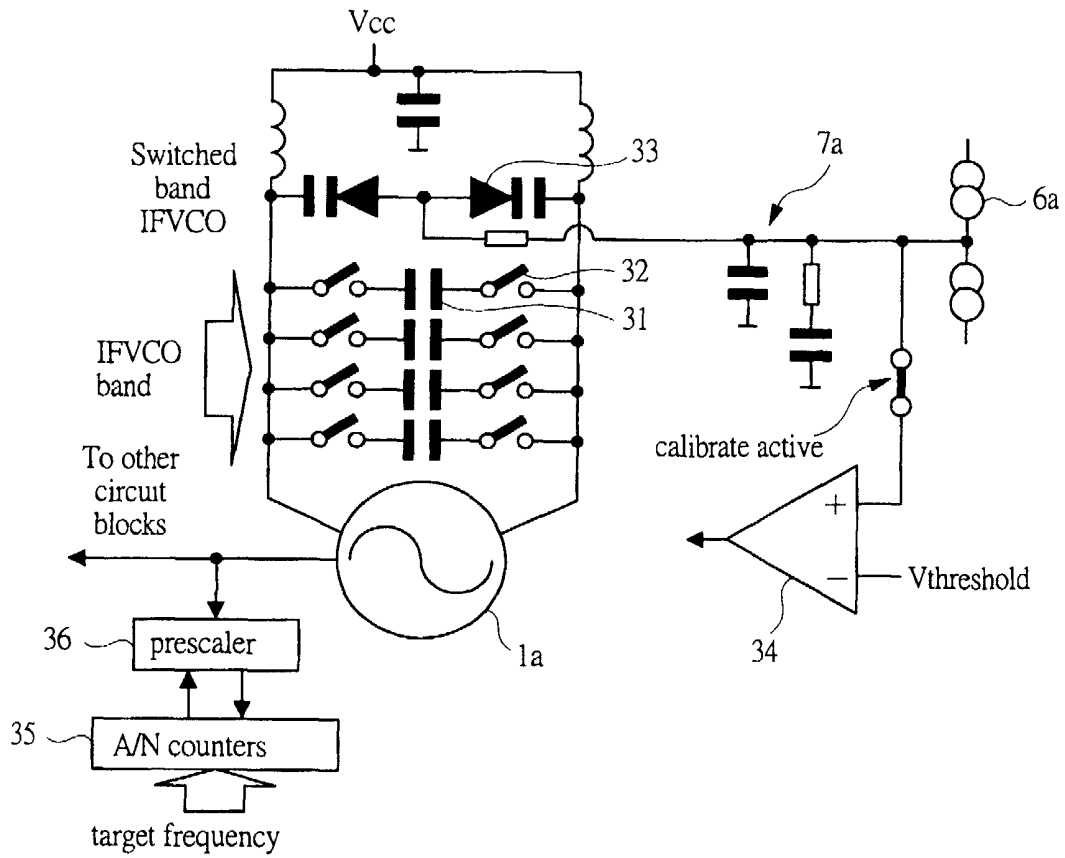 Vcc
Switched
band
IFVCO
33
7a
6a
32
31
IFVCO
band
To other
circuit
blocks
calibrate active
+
−
Vthreshold
34
1a
36
prescaler
35
A/N counters
target frequency